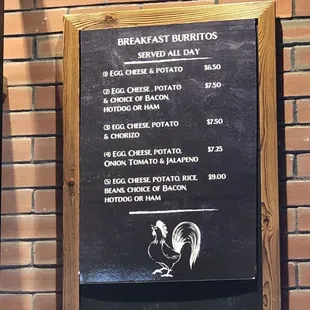 BREAKFAST BURRITOS
SERVED ALL DAY
(1) EGG, CHEESE & POTATO $6.50
(2) EGG, CHEESE , POTATO $7.50
& CHOICE OF BACON,
HOTDOG OR HAM
(3) EGG, CHEESE, POTATO $7.50
& CHORIZO
(4) EGG, CHEESE, POTATO, $7.25
ONION, TOMATO & JALAPENO
(5) EGG, CHEESE, POTATO, RICE, $9.00
BEANS, CHOICE OF BACON,
HOTDOG OR HAM